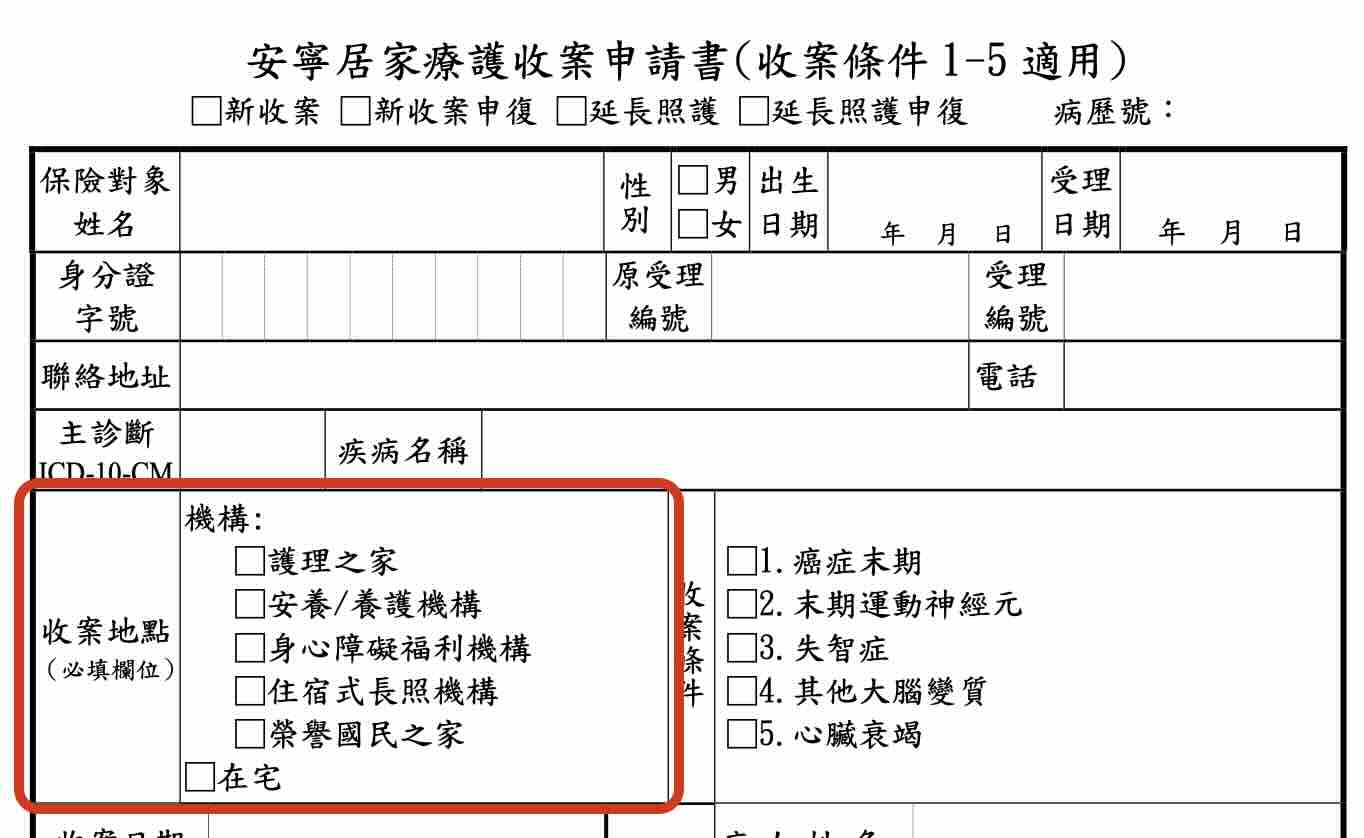 安寧居家療護收案申請書(收案條件 1-5 適用)
□新收案 □新收案申復 □延長照護 □延長照護申復 病歷號：
保險對象
姓名
性別
□男
□女
出生
日期
年 月 日
受理
日期
年 月 日
身分證
字號
原受理
編號
受理
編號
聯絡地址
電話
主診斷
ICD-10-CM
疾病名稱
收案地點
（必填欄位）
機構:
□護理之家
□安養/養護機構
□身心障礙福利機構
□住宿式長照機構
□榮譽國民之家
□在宅
收案條件
□1. 癌症末期
□2. 末期運動神經元
□3. 失智症
□4. 其他大腦變質
□5. 心臟衰竭
收案日期